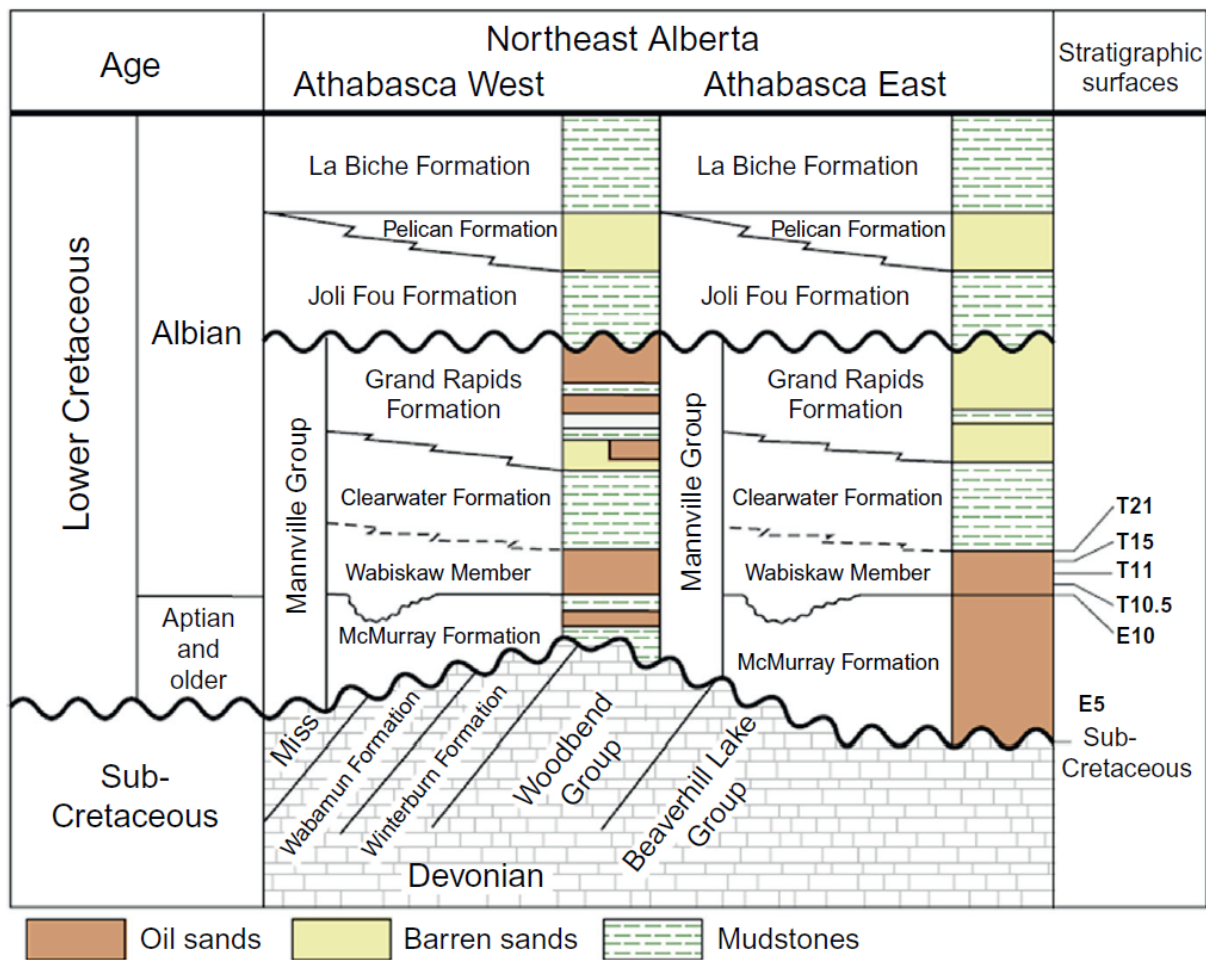 Age
Northeast Alberta
Athabasca West
Athabasca East
Stratigraphic
surfaces
Lower Cretaceous
Albian
Aptian
and
older
Sub-
Cretaceous
La Biche Formation
Pelican Formation
Joli Fou Formation
Mannville Group
Grand Rapids
Formation
Clearwater Formation
Wabiskaw Member
McMurray Formation
La Biche Formation
Pelican Formation
Joli Fou Formation
Mannville Group
Grand Rapids
Formation
Clearwater Formation
Wabiskaw Member
McMurray Formation
T21
T15
T11
T10.5
E10
E5
Sub-
Cretaceous
Miss
Wabamun Formation
Winterburn Formation
Woodbend
Group
Beaverhill Lake
Group
Devonian
Oil sands
Barren sands
Mudstones